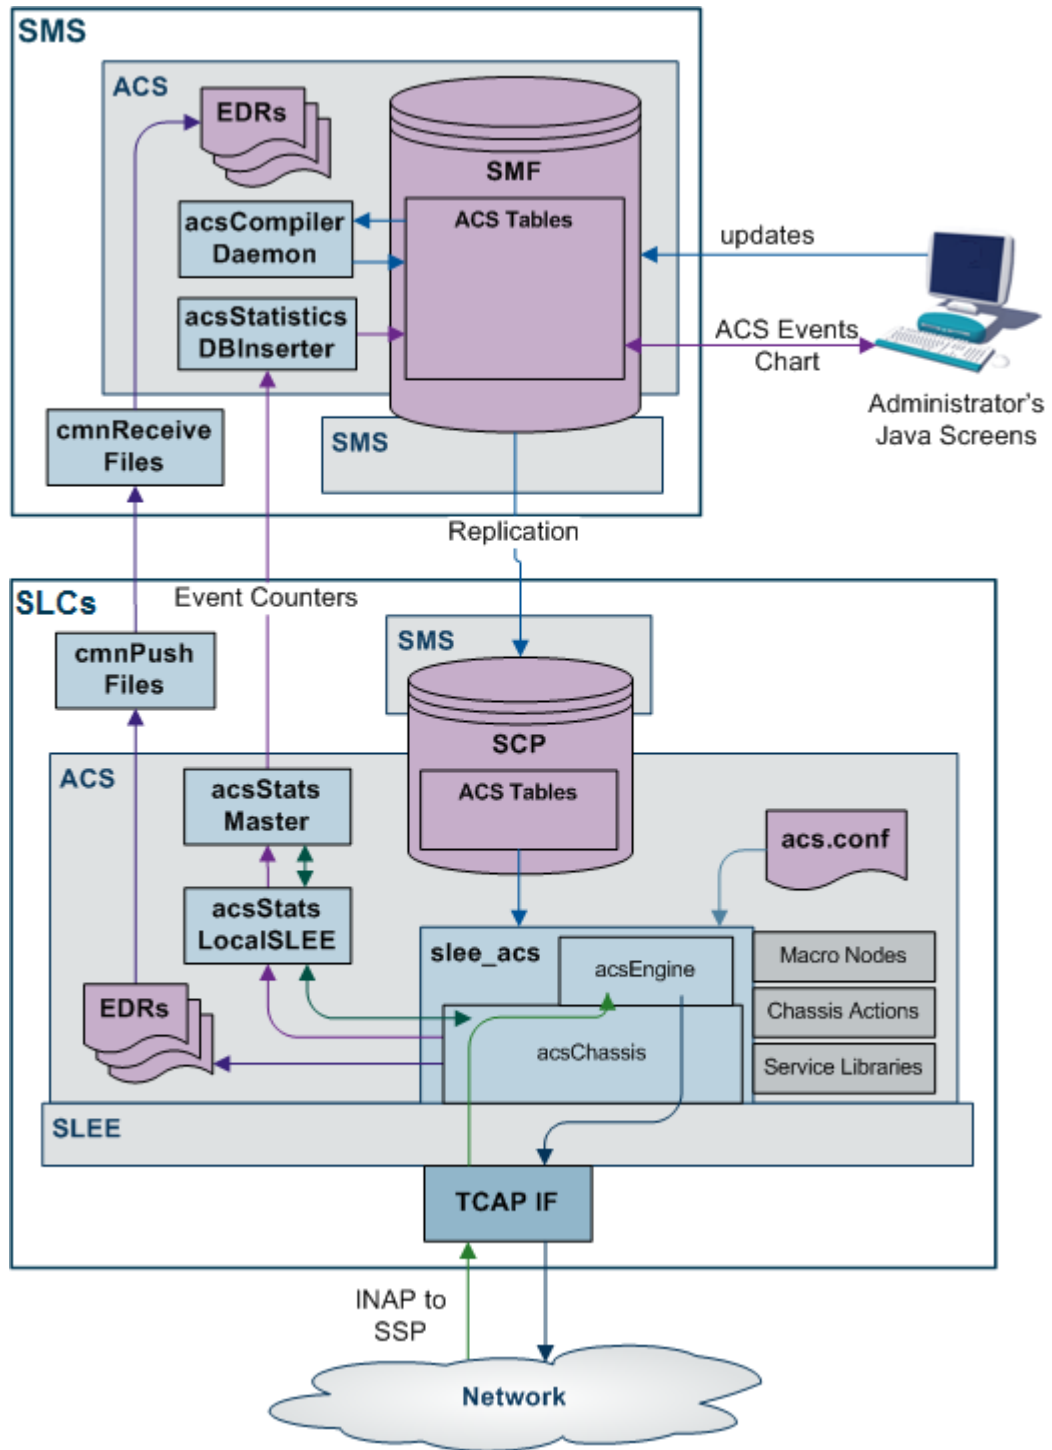 SMS
ACS
EDRs
SMF
acsCompiler
Daemon
ACS Tables
updates
acsStatistics
DBInserter
ACS Events
Chart
Administrator's
Java Screens
cmnReceive
Files
SMS
Replication
SLCs
Event Counters
cmnPush
Files
SMS
SCP
ACS
acsStats
Master
ACS Tables
acs.conf
acsStats
LocalSLEE
slee_acs
acsEngine
Macro Nodes
EDRs
Chassis Actions
acsChassis
Service Libraries
SLEE
TCAP IF
INAP to
SSP
Network